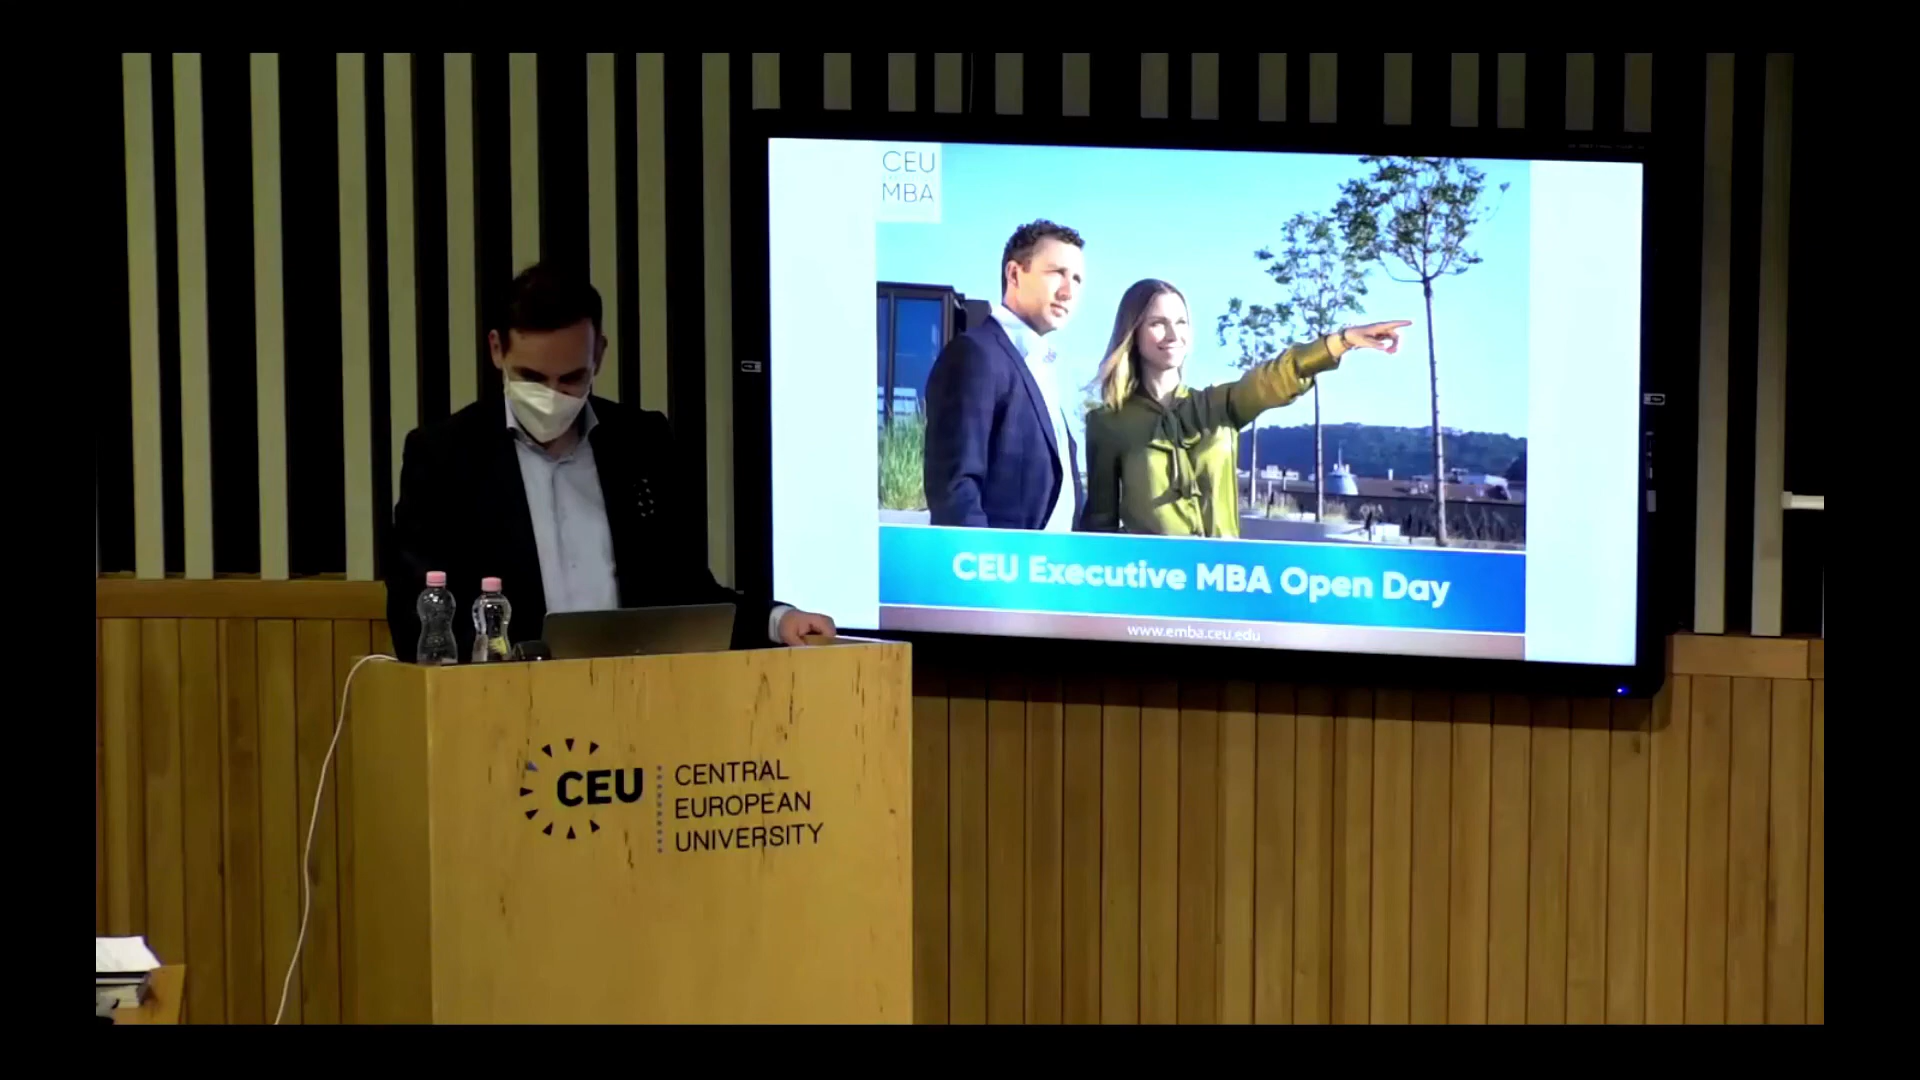 CEU
MBA
CEU Executive MBA Open Day
www.emba.ceu.edu
CEU
CENTRAL
EUROPEAN
UNIVERSITY